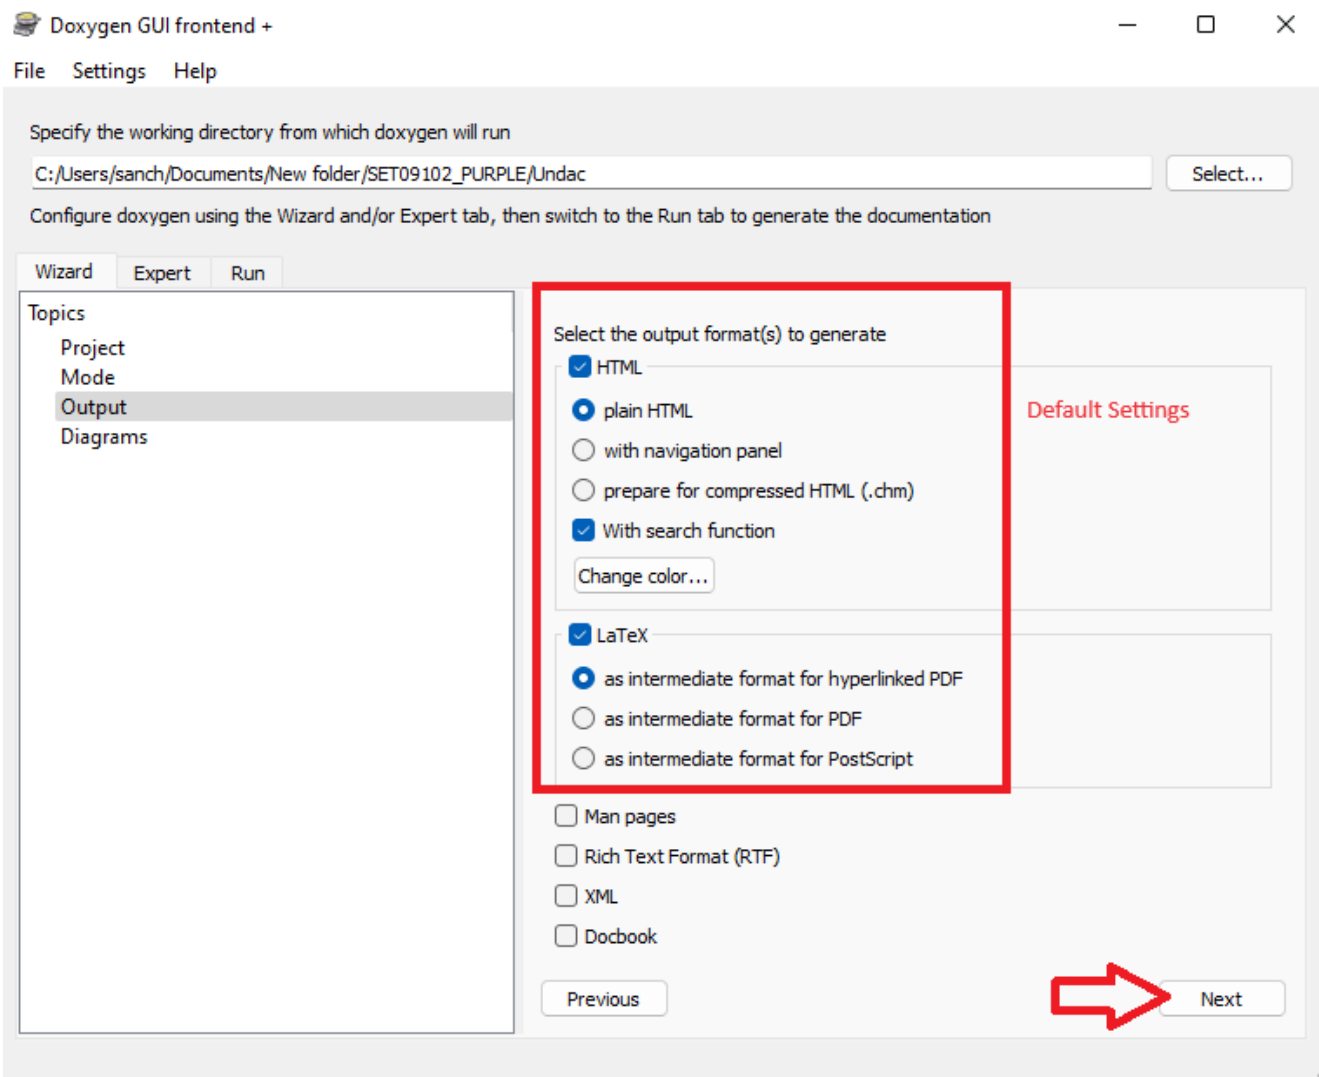 Doxygen GUI frontend +
File Settings Help
Specify the working directory from which doxygen will run
C:/Users/sanch/Documents/New folder/SET09102_PURPLE/Undac
Select...
Configure doxygen using the Wizard and/or Expert tab, then switch to the Run tab to generate the documentation
Wizard Expert Run
Topics
Project
Mode
Output
Diagrams
Select the output format(s) to generate
HTML
plain HTML
Default Settings
with navigation panel
prepare for compressed HTML (.chm)
With search function
Change color...
LaTeX
as intermediate format for hyperlinked PDF
as intermediate format for PDF
as intermediate format for PostScript
Man pages
Rich Text Format (RTF)
XML
Docbook
Previous
Next